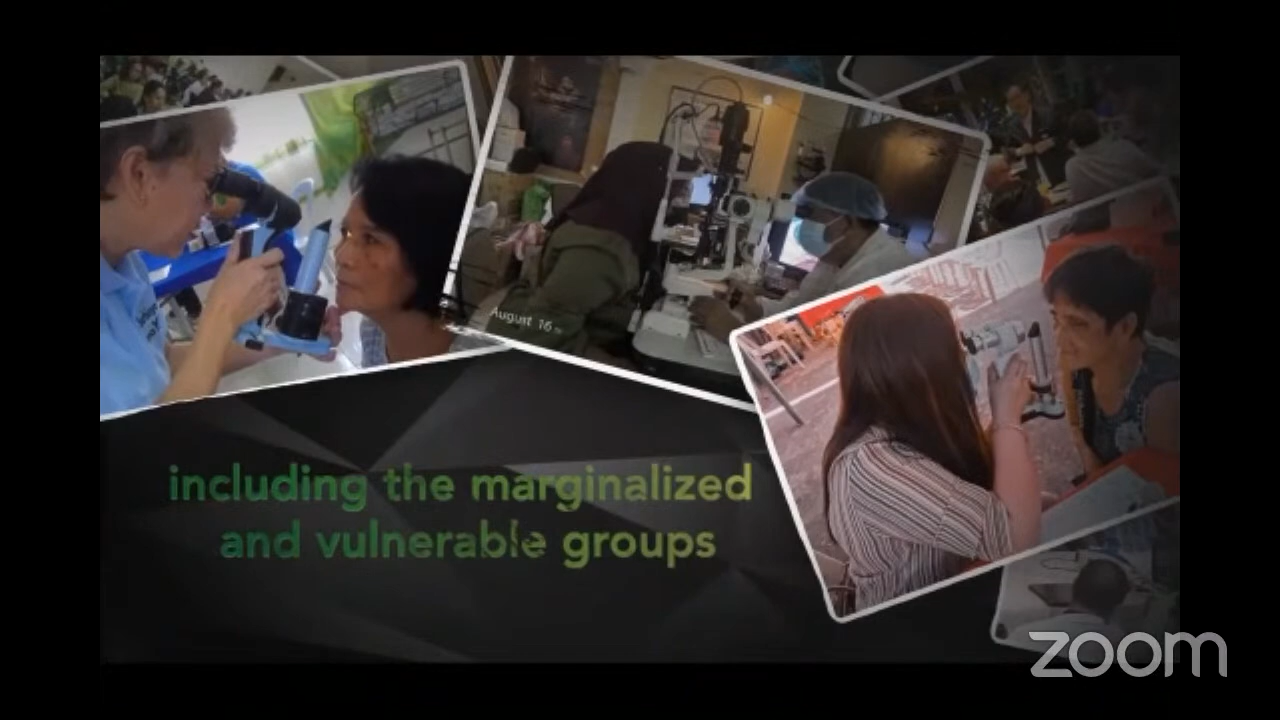 August 16
including the marginalized
and vulnerable groups
zoom